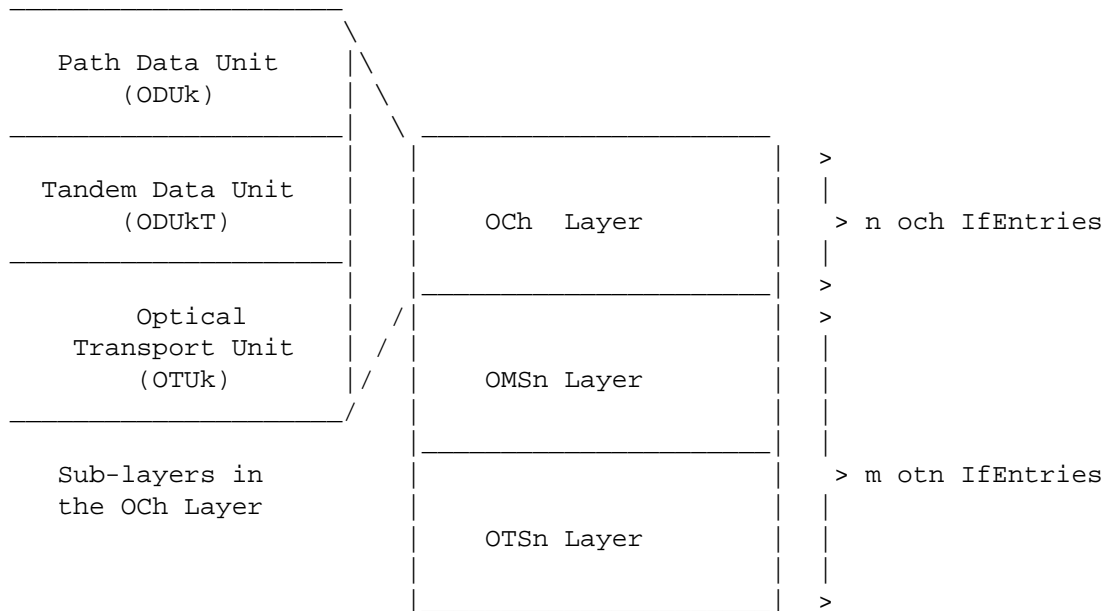 Path Data Unit
(ODUk)
Tandem Data Unit
(ODUkT)
Optical
Transport Unit
(OTUk)
Sub-layers in
the OCh Layer
OCh Layer
OMSn Layer
OTSn Layer
> n och IfEntries
> m otn IfEntries